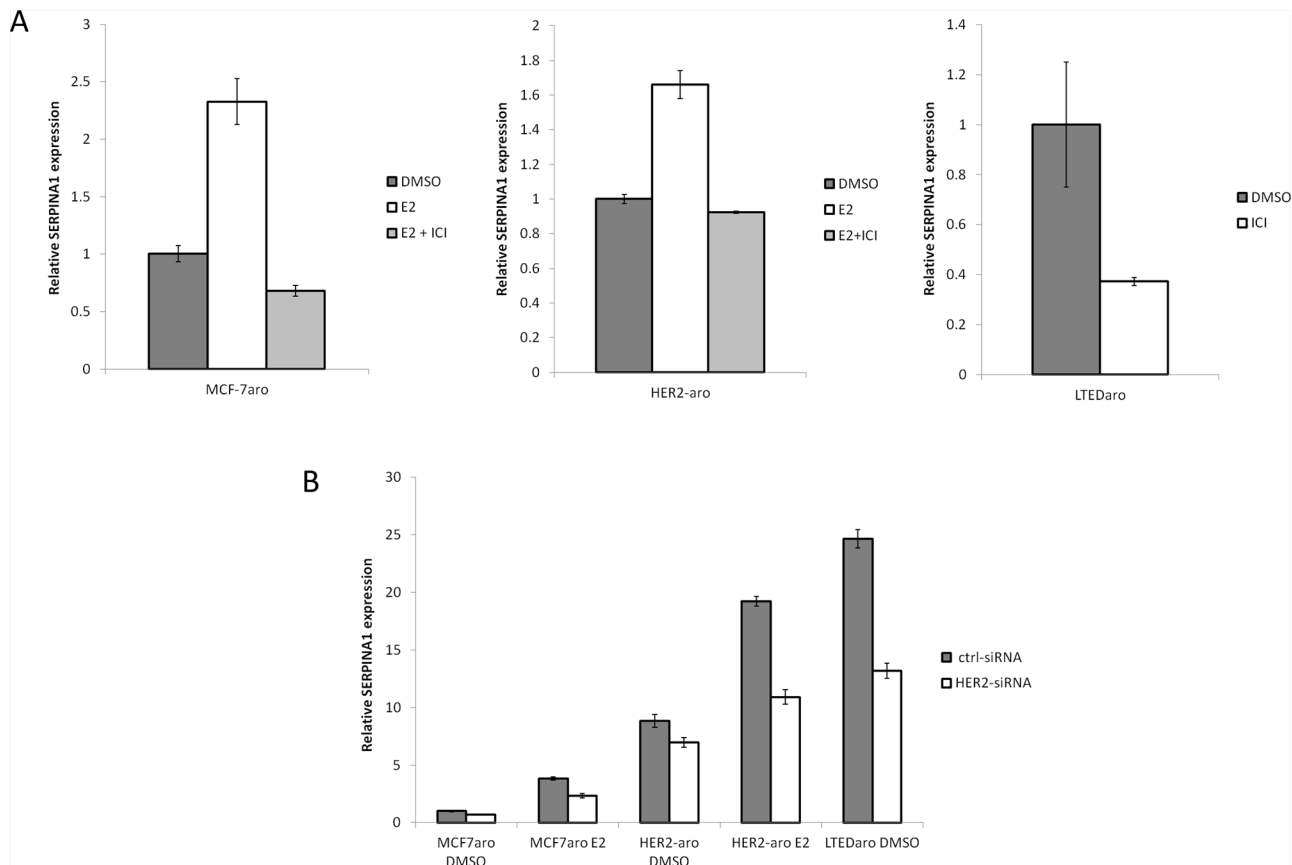 A
Relative SERPINA1 expression
3
2.5
2
1.5
1
0.5
0
MCF-7aro
DMSO
E2
E2 + ICI
Relative SERPINA1 expression
2
1.8
1.6
1.4
1.2
1
0.8
0.6
0.4
0.2
0
HER2-aro
DMSO
E2
E2+ICI
Relative SERPINA1 expression
1.4
1.2
1
0.8
0.6
0.4
0.2
0
LTEDaro
DMSO
ICI
B
Relative SERPINA1 expression
30
25
20
15
10
5
0
MCF7aro
DMSO
MCF7aro E2
HER2-aro
DMSO
HER2-aro E2
LTEDaro DMSO
ctrl-siRNA
HER2-siRNA